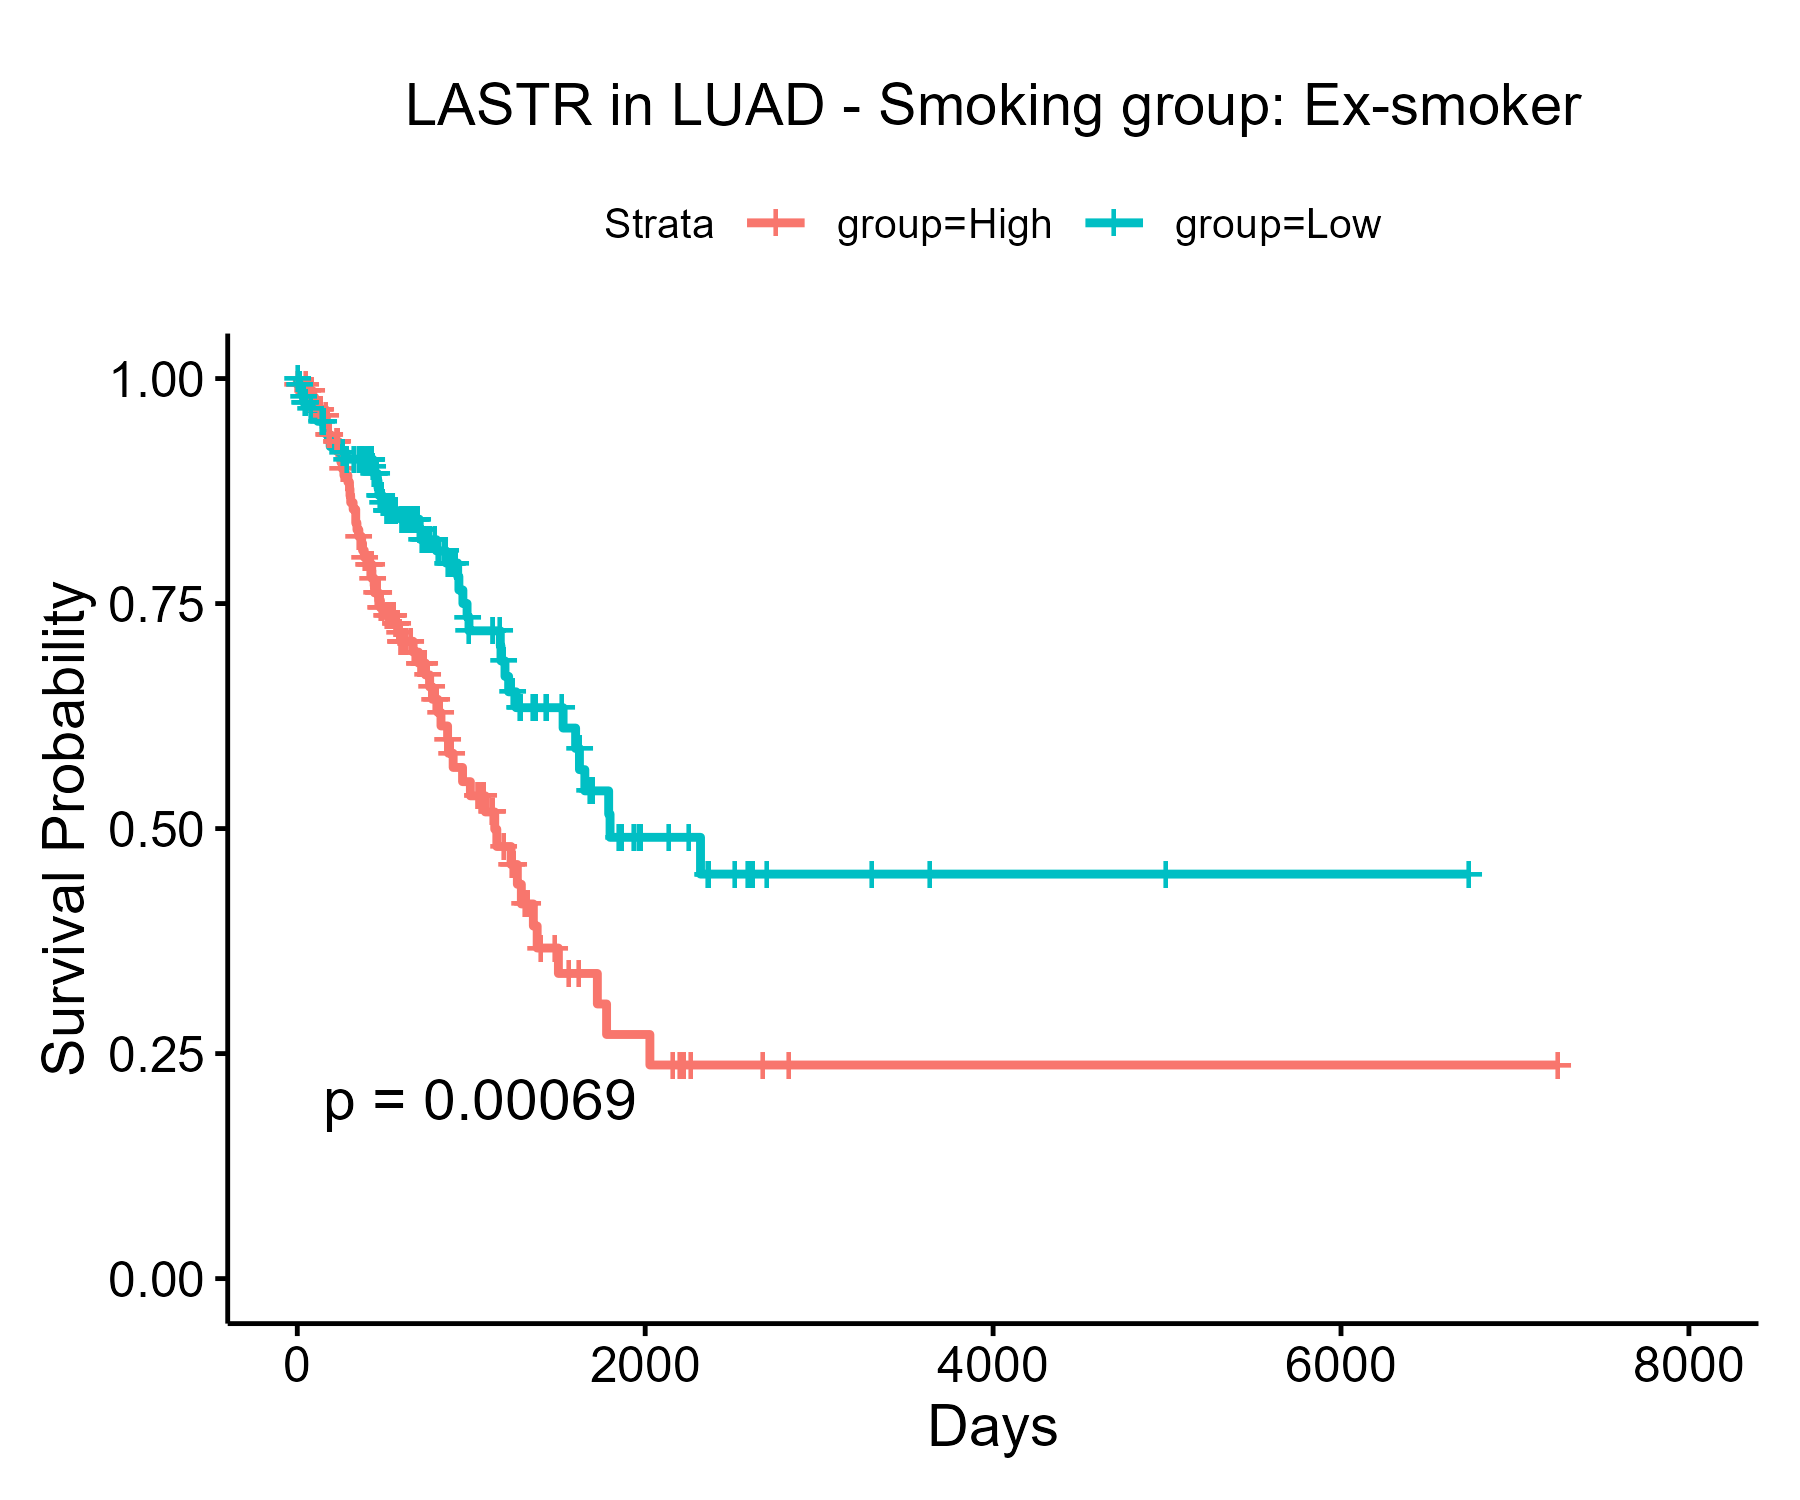 LASTR in LUAD - Smoking group: Ex-smoker
Strata group=High group=Low
Survival Probability
1.00
0.75
0.50
0.25
0.00
p = 0.00069
0 2000 4000 6000 8000
Days